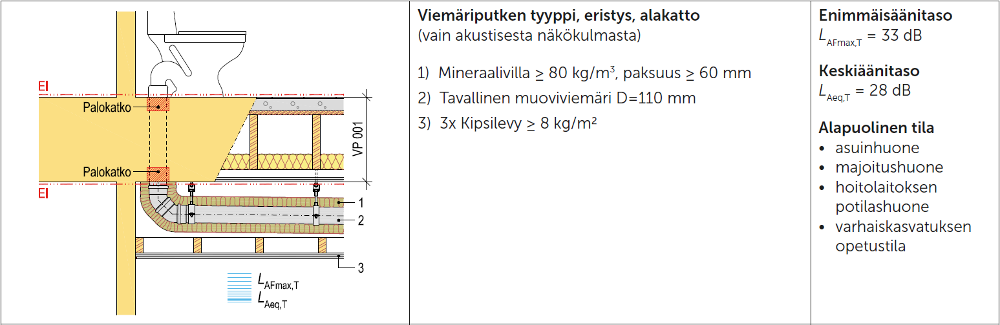 EI
Palokatko
VP 001
Palokatko
EI
1
2
3
LAFmax,T
LAeq,T
Viemäriputken tyyppi, eristys, alakatto
(vain akustisesta näkökulmasta)
1) Mineraalivilla ≥ 80 kg/m³, paksuus ≥ 60 mm
2) Tavallinen muoviviemäri D=110 mm
3) 3x Kipsilevy ≥ 8 kg/m²
Enimmäisäänitaso
LAFmax,T = 33 dB
Keskiäänitaso
LAeq,T = 28 dB
Alapuolinen tila
• asuinhuone
• majoitushuone
• hoitolaitoksen
potilashuone
• varhaiskasvatuksen
opetustila